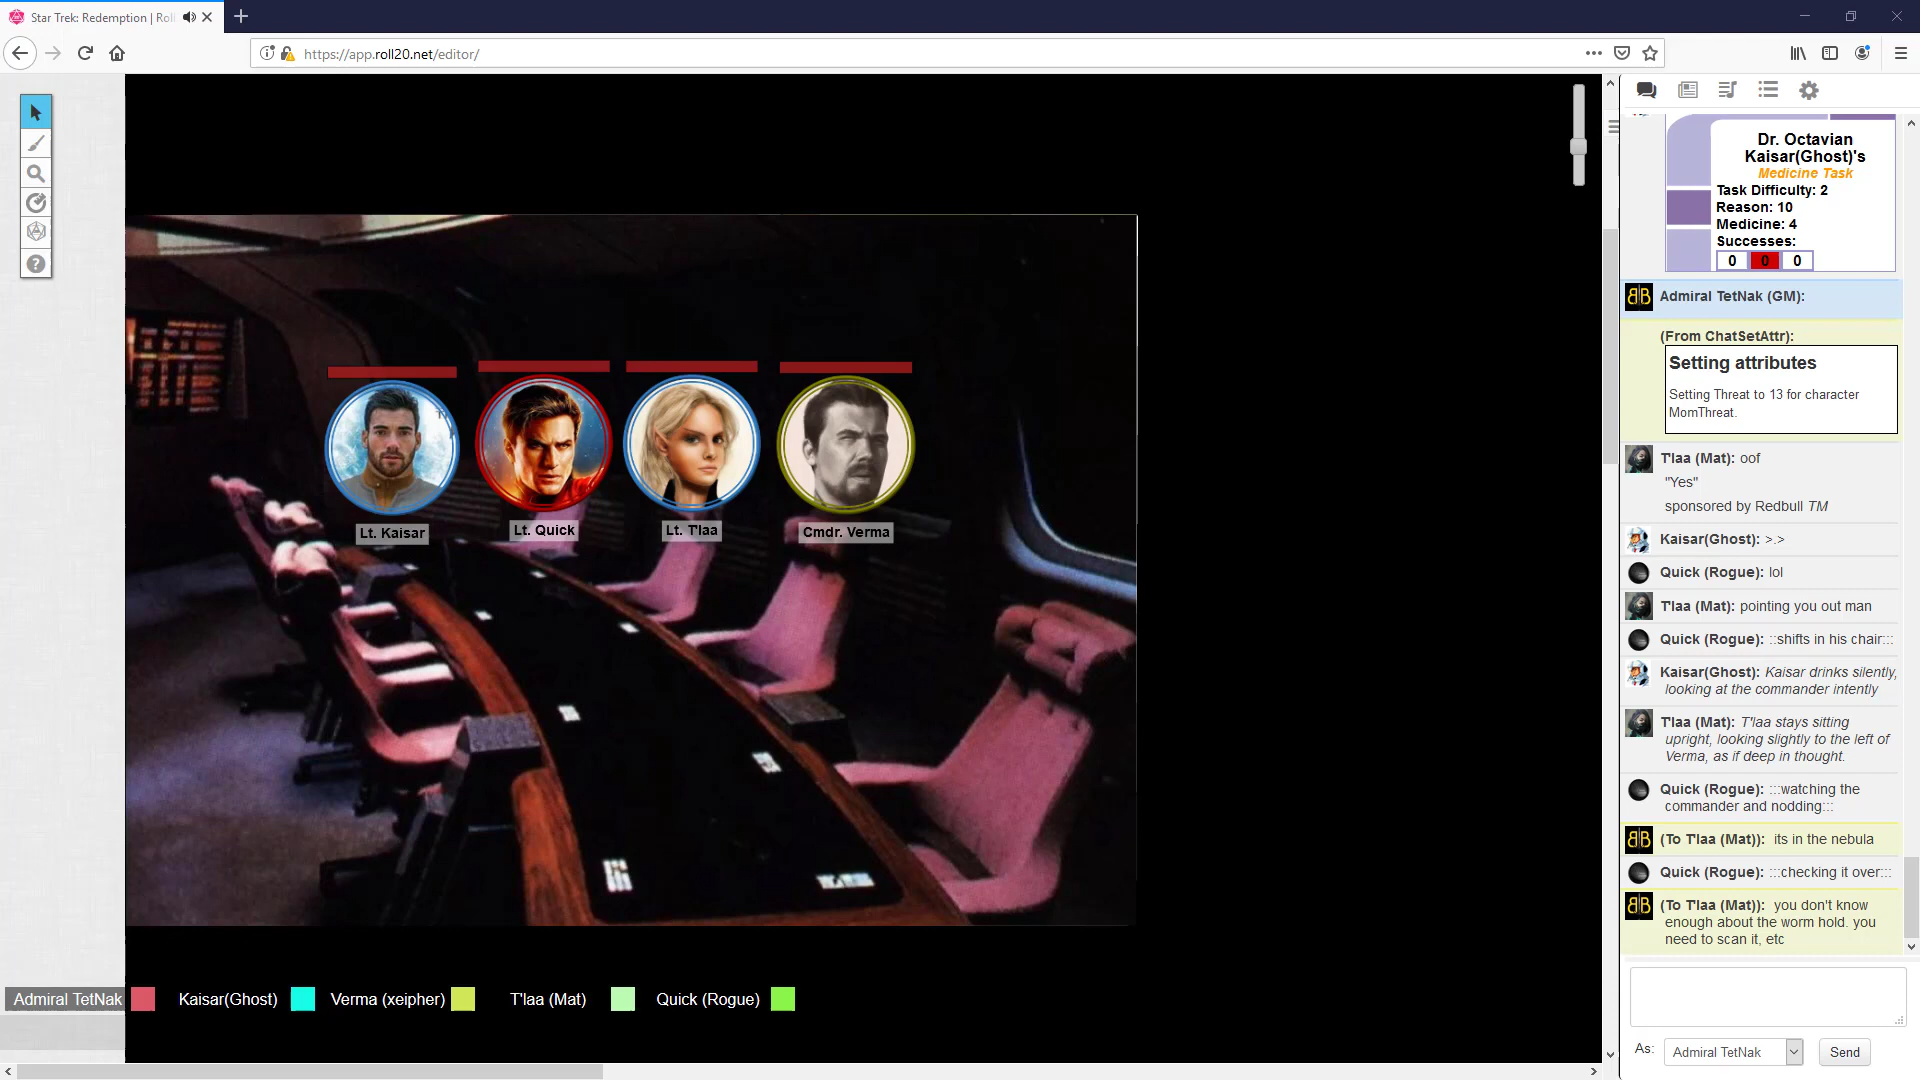 Star Trek: Redemption | Rol
https://app.roll20.net/editor/
Dr. Octavian
Kaisar(Ghost)'s
Medicine Task
Task Difficulty: 2
Reason: 10
Medicine: 4
Successes:
0 0 0
Admiral TetNak (GM):
(From ChatSetAttr):
Setting attributes
Setting Threat to 13 for character
MomThreat.
T'laa (Mat): oof
"Yes"
sponsored by Redbull TM
Kaisar(Ghost): >.>
Quick (Rogue): lol
T'laa (Mat): pointing you out man
Quick (Rogue): ::shifts in his chair:::
Kaisar(Ghost): Kaisar drinks silently,
looking at the commander intently
T'laa (Mat): T'laa stays sitting
upright, looking slightly to the left of
Verma, as if deep in thought.
Quick (Rogue): :::watching the
commander and nodding:::
(To T'laa (Mat)): its in the nebula
Quick (Rogue): :::checking it over:::
(To T'laa (Mat)): you don't know
enough about the worm hold. you
need to scan it, etc
As: Admiral TetNak Send
Lt. Kaisar
Lt. Quick
Lt. T'laa
Cmdr. Verma
Admiral TetNak Kaisar(Ghost) Verma (xeipher) T'laa (Mat) Quick (Rogue)